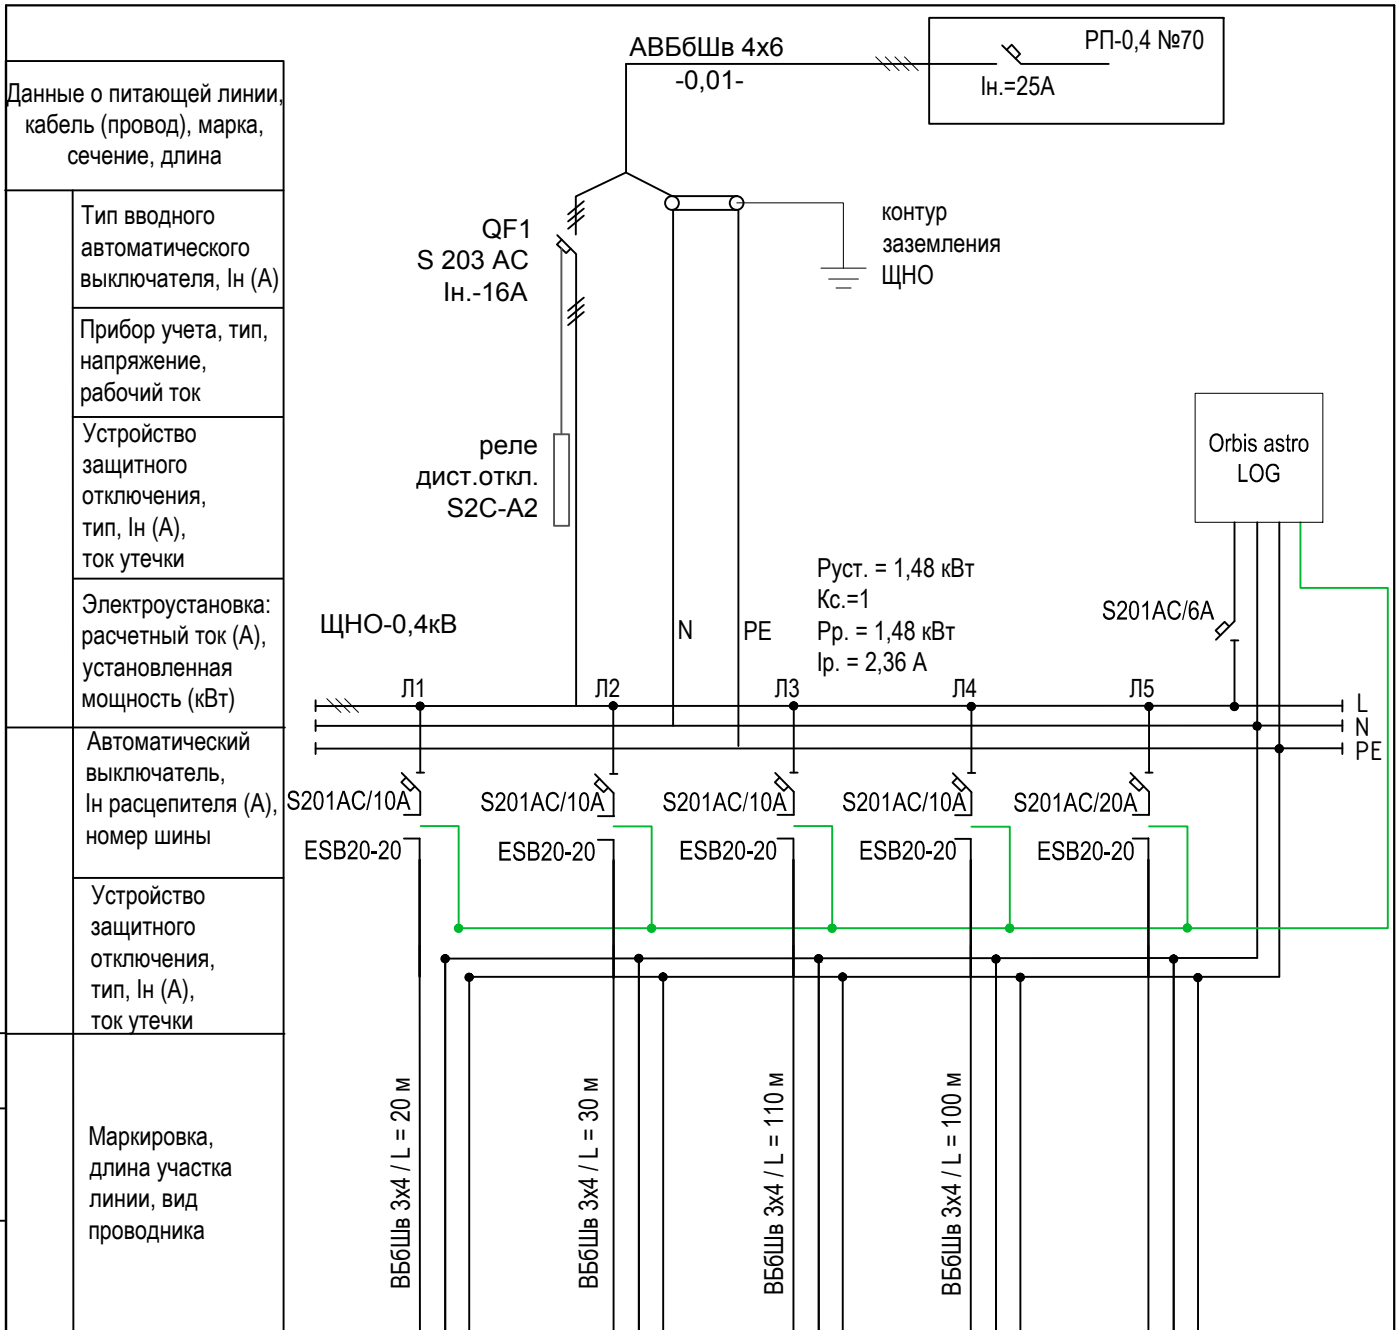 Данные о питающей линии,
кабель (провод), марка,
сечение, длина
Тип вводного
автоматического
выключателя, Iн (А)
Прибор учета, тип,
напряжение,
рабочий ток
Устройство
защитного
отключения,
тип, Iн (А),
ток утечки
Электроустановка:
расчетный ток (А),
установленная
мощность (кВт)
Автоматический
выключатель,
Iн расцепителя (А),
номер шины
Устройство
защитного
отключения,
тип, Iн (А),
ток утечки
Маркировка,
длина участка
линии, вид
проводника
АВБбШв 4х6
-0,01-
РП-0,4 №70
Iн.=25А
QF1
S 203 AC
Iн.-16А
контур
заземления
ЩНО
реле
дист.откл.
S2C-A2
Orbis astro
LOG
Руст. = 1,48 кВт
Кс.=1
Рр. = 1,48 кВт
Iр. = 2,36 А
S201AC/6A
ЩНО-0,4кВ
N
PE
Л1
Л2
Л3
Л4
Л5
L
N
PE
S201AC/10A
S201AC/10A
S201AC/10A
S201AC/10A
S201AC/20A
ESB20-20
ESB20-20
ESB20-20
ESB20-20
ESB20-20
ВБбШв 3х4 / L = 20 м
ВБбШв 3х4 / L = 30 м
ВБбШв 3х4 / L = 110 м
ВБбШв 3х4 / L = 100 м